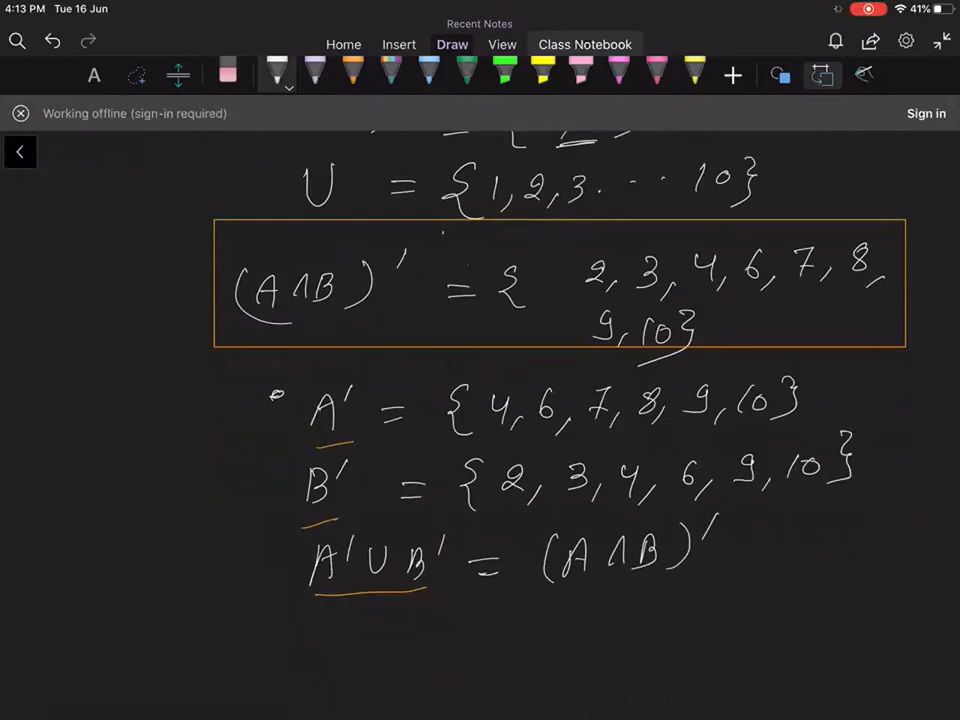 4:13 PM Tue 16 Jun
Recent Notes
41%
Home Insert Draw View Class Notebook
A
Working offline (sign-in required) Sign in
= {
U = {1, 2, 3. .. .. 10}
(A ∩ B)' = { 2, 3, 4, 6, 7, 8,
9, 10}
• A' = {4, 6, 7, 8, 9, 10}
B' = {2, 3, 4, 6, 9, 10}
A' ∪ B' = (A ∩ B)'